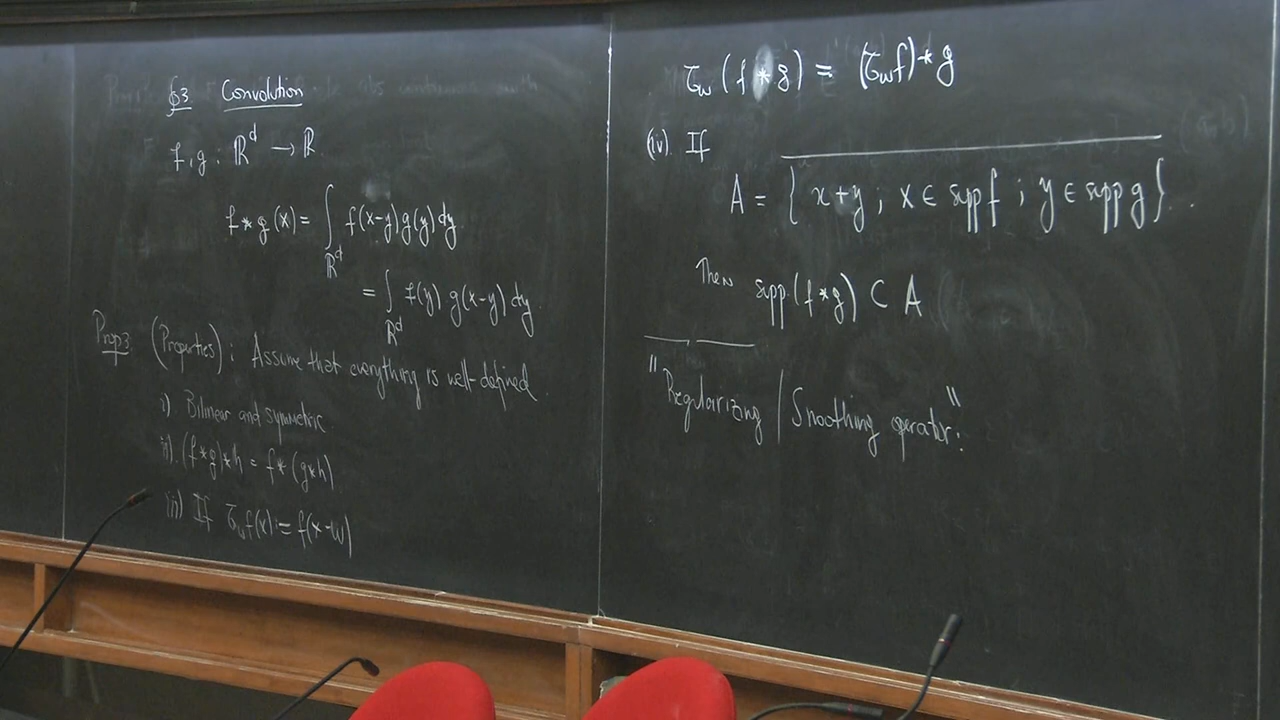 §3 Convolution
f, g : ℝ^d → ℝ
f * g (x) = ∫_{ℝ^d} f(x-y) g(y) dy
= ∫_{ℝ^d} f(y) g(x-y) dy
Prop3 (Properties) : Assume that everything is well-defined.
i) Bilinear and symmetric
ii). (f*g)*h = f*(g*h)
iii) If τ_w f(x) := f(x-w)
τ_w (f * g) = (τ_w f) * g
(iv). If
A = \overline{{ x+y ; x ∈ supp f ; y ∈ supp g }}.
Then supp (f*g) ⊂ A
"Regularizing / Smoothing operator:"